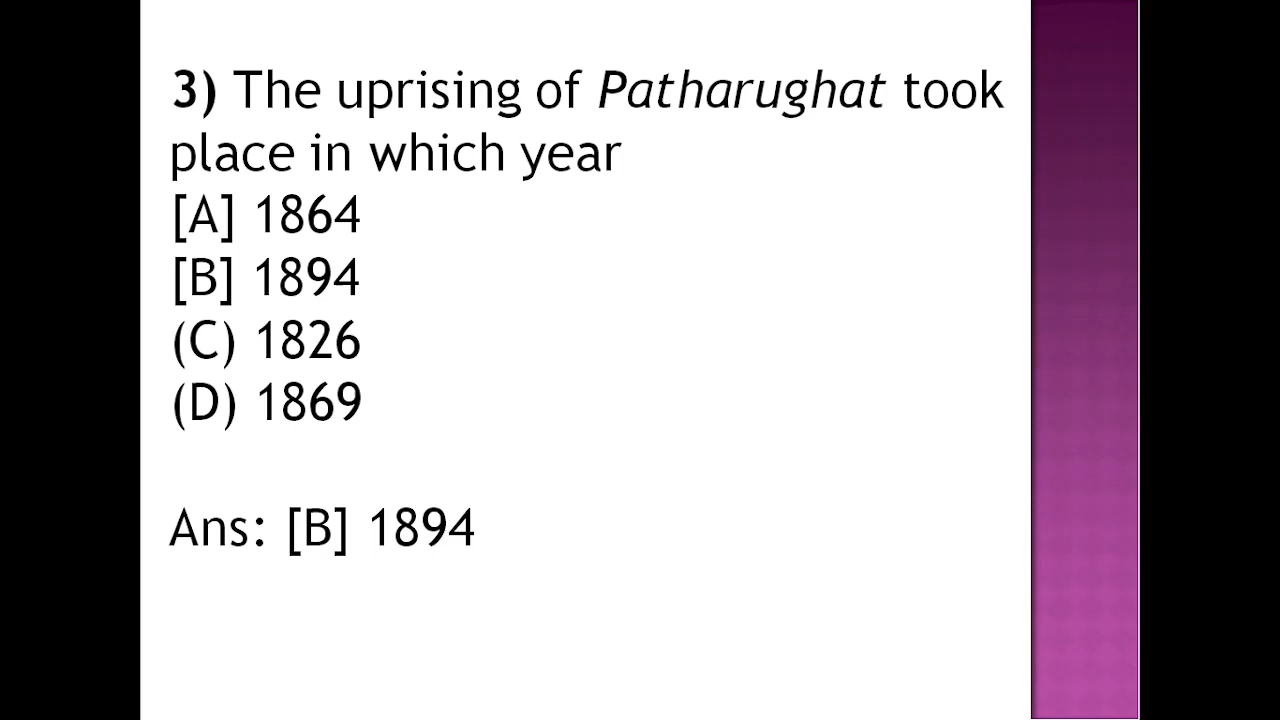 3) The uprising of Patharughat took
place in which year
[A] 1864
[B] 1894
(C) 1826
(D) 1869
Ans: [B] 1894